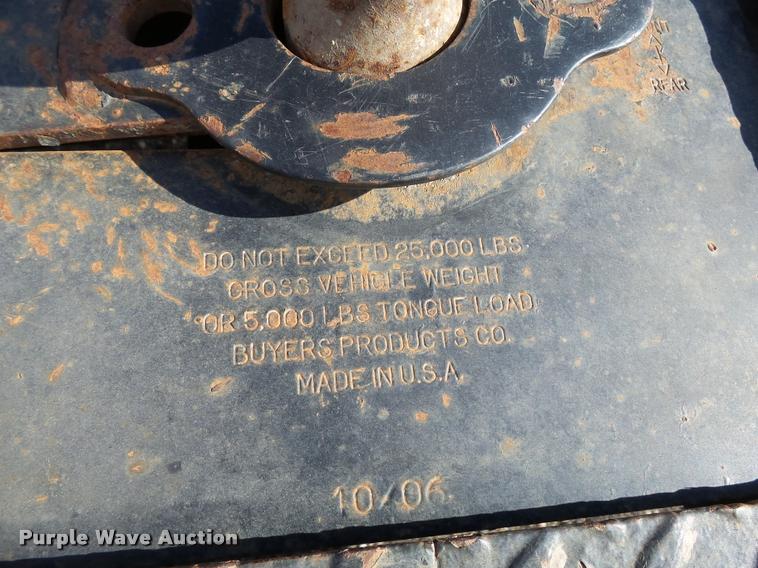 REAR
DO NOT EXCEED 25,000 LBS.
GROSS VEHICLE WEIGHT
OR 5,000 LBS TONGUE LOAD.
BUYERS PRODUCTS CO.
MADE IN U.S.A.
10/06
Purple Wave Auction